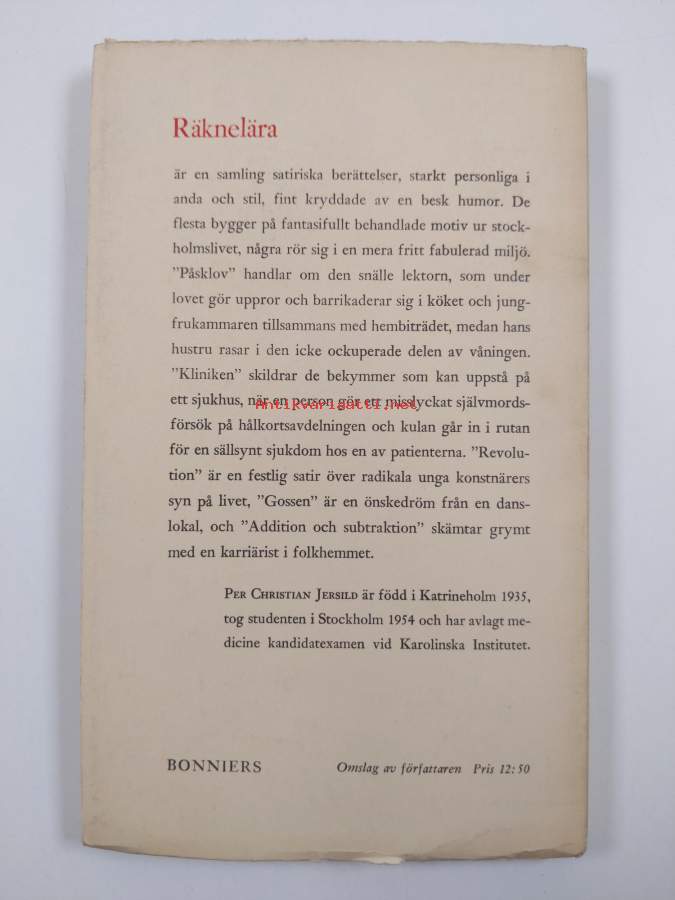 Räknelära
är en samling satiriska berättelser, starkt personliga i
anda och stil, fint kryddade av en besk humor. De
flesta bygger på fantasifullt behandlade motiv ur stock-
holmslivet, några rör sig i en mera fritt fabulerad miljö.
”Påsklov” handlar om den snälle lektorn, som under
lovet gör uppror och barrikaderar sig i köket och jung-
frukammaren tillsammans med hembiträdet, medan hans
hustru rasar i den icke ockuperade delen av våningen.
”Kliniken” skildrar de bekymmer som kan uppstå på
ett sjukhus, när en person gör ett misslyckat självmords-
Antikvariaatti.net
försök på hålkortsavdelningen och kulan går in i rutan
för en sällsynt sjukdom hos en av patienterna. ”Revolu-
tion” är en festlig satir över radikala unga konstnärers
syn på livet, ”Gossen” är en önskedröm från en dans-
lokal, och ”Addition och subtraktion” skämtar grymt
med en karriärist i folkhemmet.
PER CHRISTIAN JERSILD är född i Katrineholm 1935,
tog studenten i Stockholm 1954 och har avlagt me-
dicine kandidatexamen vid Karolinska Institutet.
BONNIERS
Omslag av författaren Pris 12:50